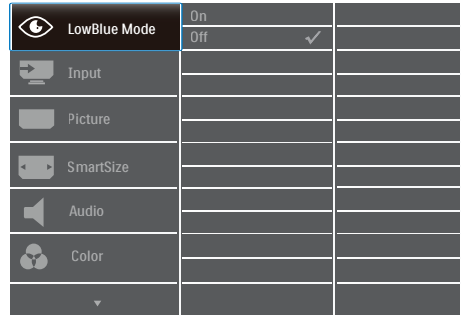 LowBlue Mode
On
Off
Input
Picture
SmartSize
Audio
Color